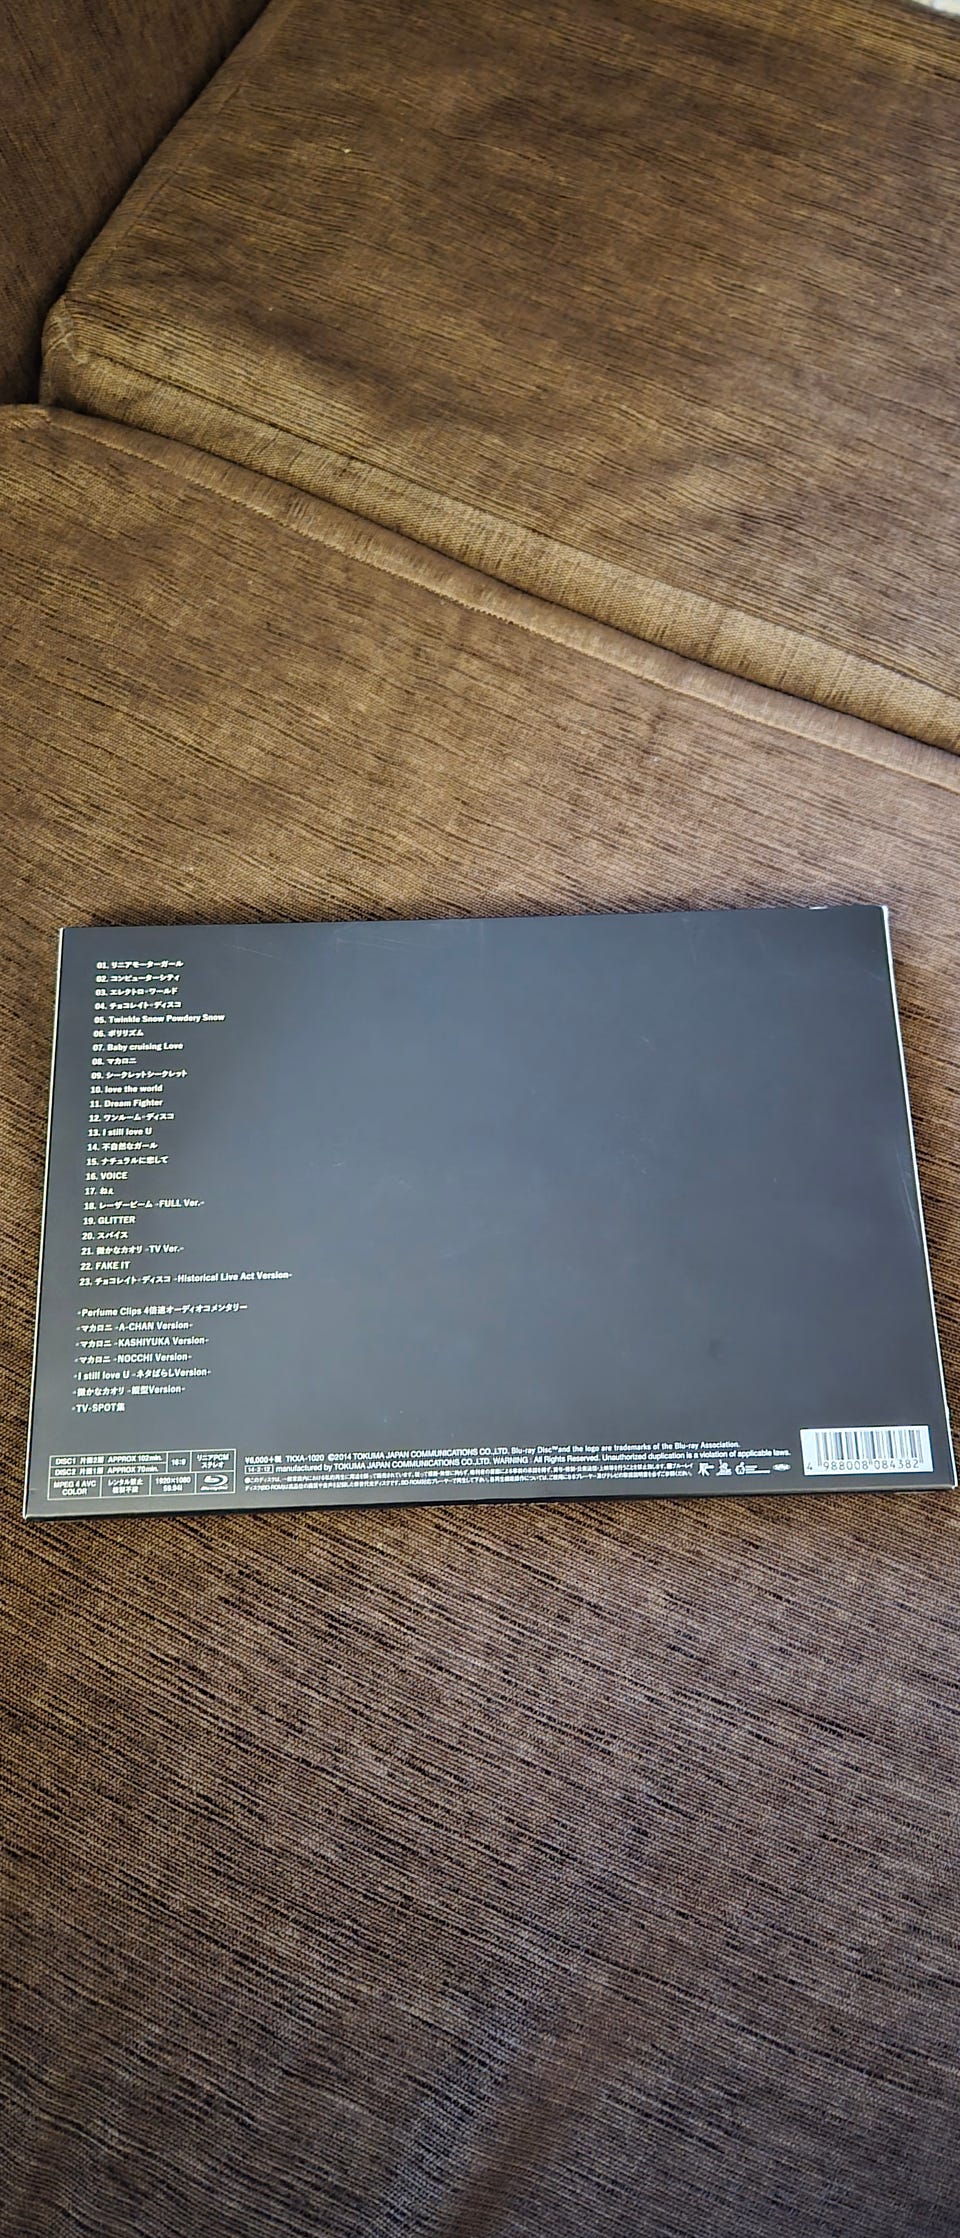 01. リニアモーターガール
02. コンピューターシティ
03. エレクトロ・ワールド
04. チョコレイト・ディスコ
05. Twinkle Snow Powdery Snow
06. ポリリズム
07. Baby cruising Love
08. マカロニ
09. シークレットシークレット
10. love the world
11. Dream Fighter
12. ワンルーム・ディスコ
13. I still love U
14. 不自然なガール
15. ナチュラルに恋して
16. VOICE
17. ねぇ
18. レーザービーム -FULL Ver.-
19. GLITTER
20. スパイス
21. 微かなカオリ -TV Ver.-
22. FAKE IT
23. チョコレイト・ディスコ -Historical Live Act Version-
・Perfume Clips 4倍速オーディオコメンタリー
・マカロニ -A-CHAN Version-
・マカロニ -KASHIYUKA Version-
・マカロニ -NOCCHI Version-
・I still love U -ネタばらしVersion-
・微かなカオリ -縦型Version-
・TV-SPOT集
DISC1 片面2層 APPROX 102min. 16:9 リニアPCM ステレオ
DISC2 片面1層 APPROX 70min.
MPEG 4 AVC COLOR レンタル禁止 複製不能 1920×1080 59.94i Blu-ray Disc
¥6,000+税 TKXA-1020 ©2014 TOKUMA JAPAN COMMUNICATIONS CO.,LTD. Blu-ray Disc™and the logo are trademarks of the Blu-ray Association.
manufactured by TOKUMA JAPAN COMMUNICATIONS CO.,LTD. WARNING : All Rights Reserved. Unauthorized duplication is a violation of applicable laws.
4 988008 084382